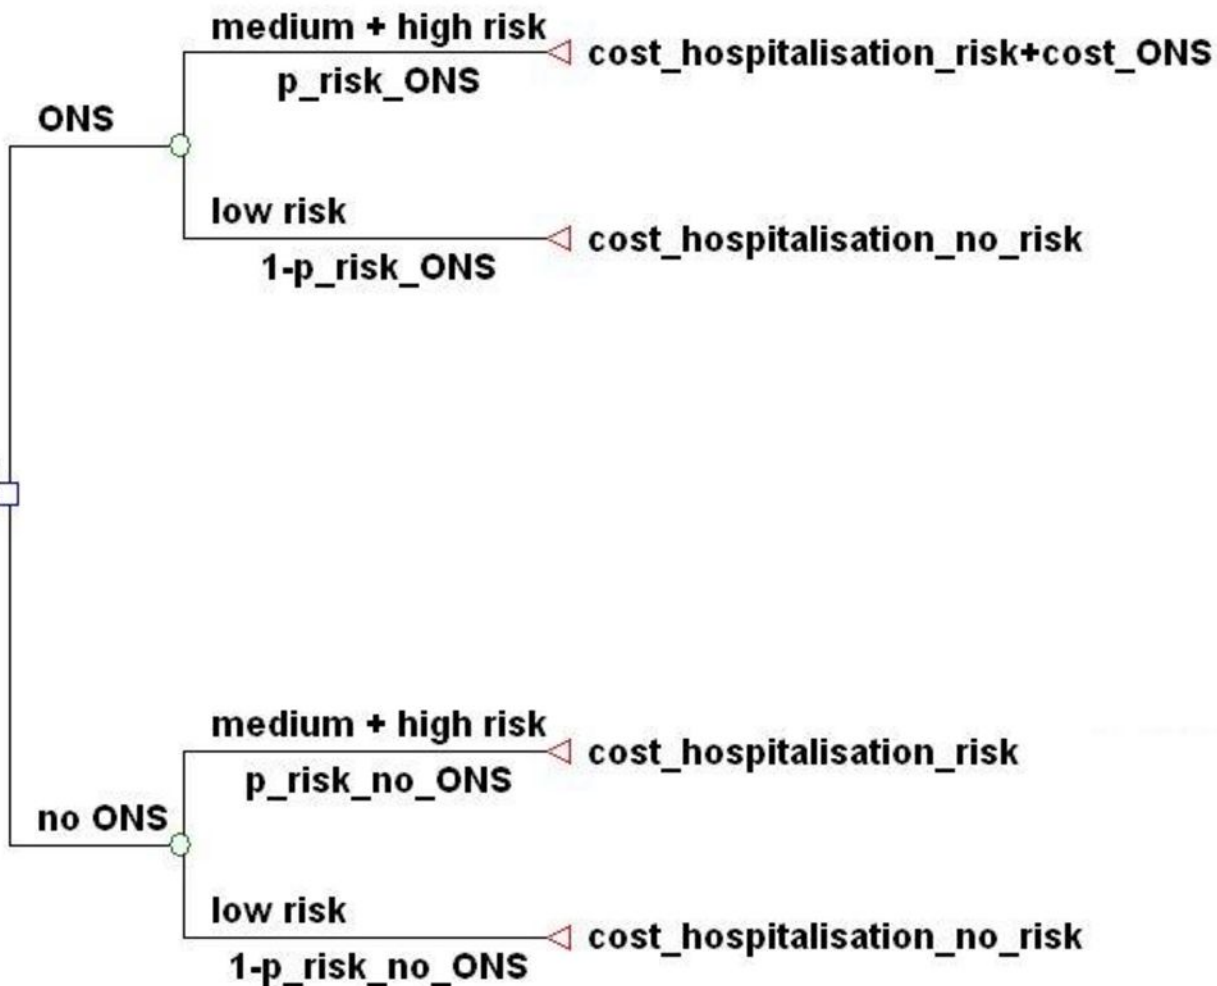 medium + high risk
cost_hospitalisation_risk+cost_ONS
p_risk_ONS
ONS
low risk
cost_hospitalisation_no_risk
1-p_risk_ONS
medium + high risk
cost_hospitalisation_risk
p_risk_no_ONS
no ONS
low risk
cost_hospitalisation_no_risk
1-p_risk_no_ONS